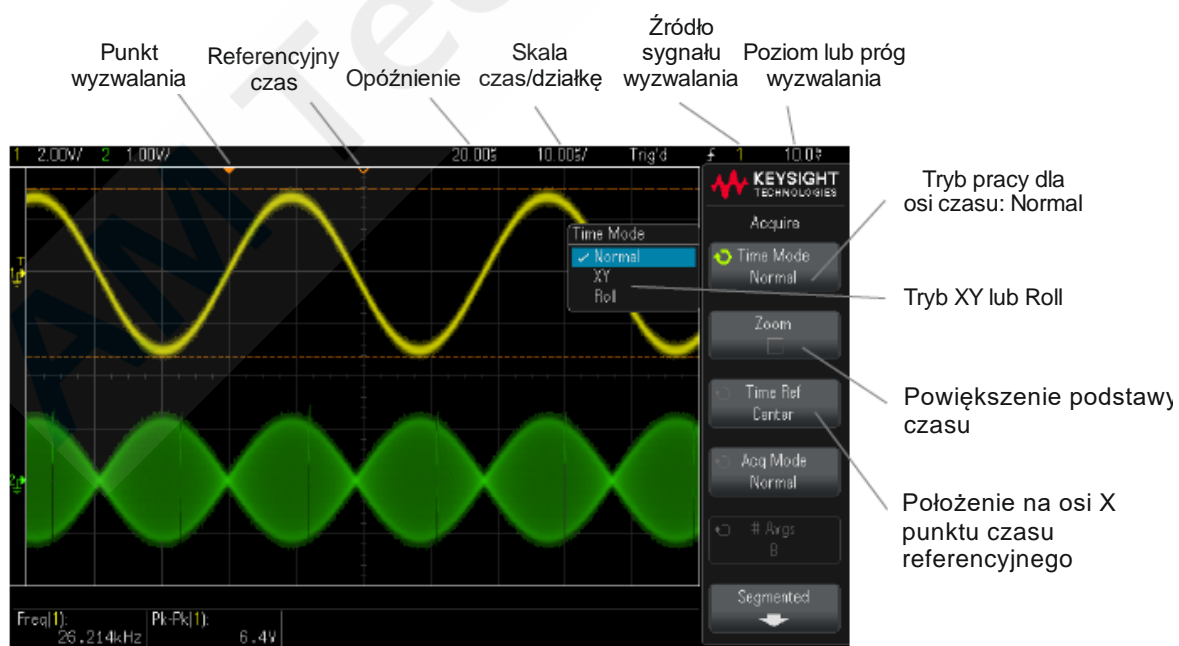 Punkt
wyzwalania
Referencyjny
czas
Opóźnienie
Skala
czas/działkę
Źródło
sygnału
wyzwalania
Poziom lub próg
wyzwalania
1 2.00V/ 2 1.00V/ 20.00s 10.00s/ Trig'd 1 10.0V
KEYSIGHT
TECHNOLOGIES
Acquire
Time Mode
Normal
Time Mode
Normal
XY
Roll
Zoom
Time Ref
Center
Acq Mode
Normal
# Avgs
8
Segmented
Tryb pracy dla
osi czasu: Normal
Tryb XY lub Roll
Powiększenie podstawy
czasu
Położenie na osi X
punktu czasu
referencyjnego
T
1
2
Freq(1): Pk-Pk(1):
26.214kHz 6.4V